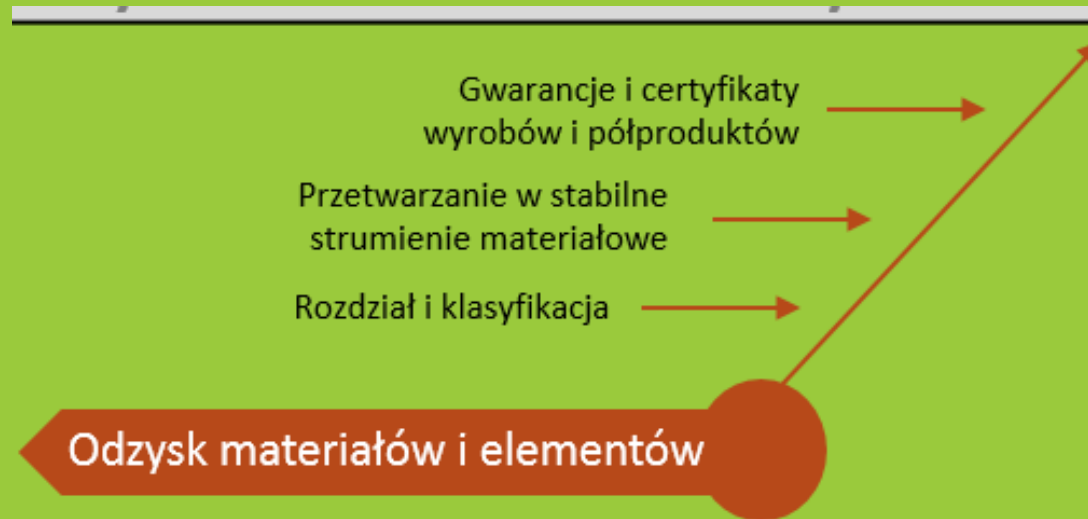 Gwarancje i certyfikaty
wyrobów i półproduktów
Przetwarzanie w stabilne
strumienie materiałowe
Rozdział i klasyfikacja
Odzysk materiałów i elementów